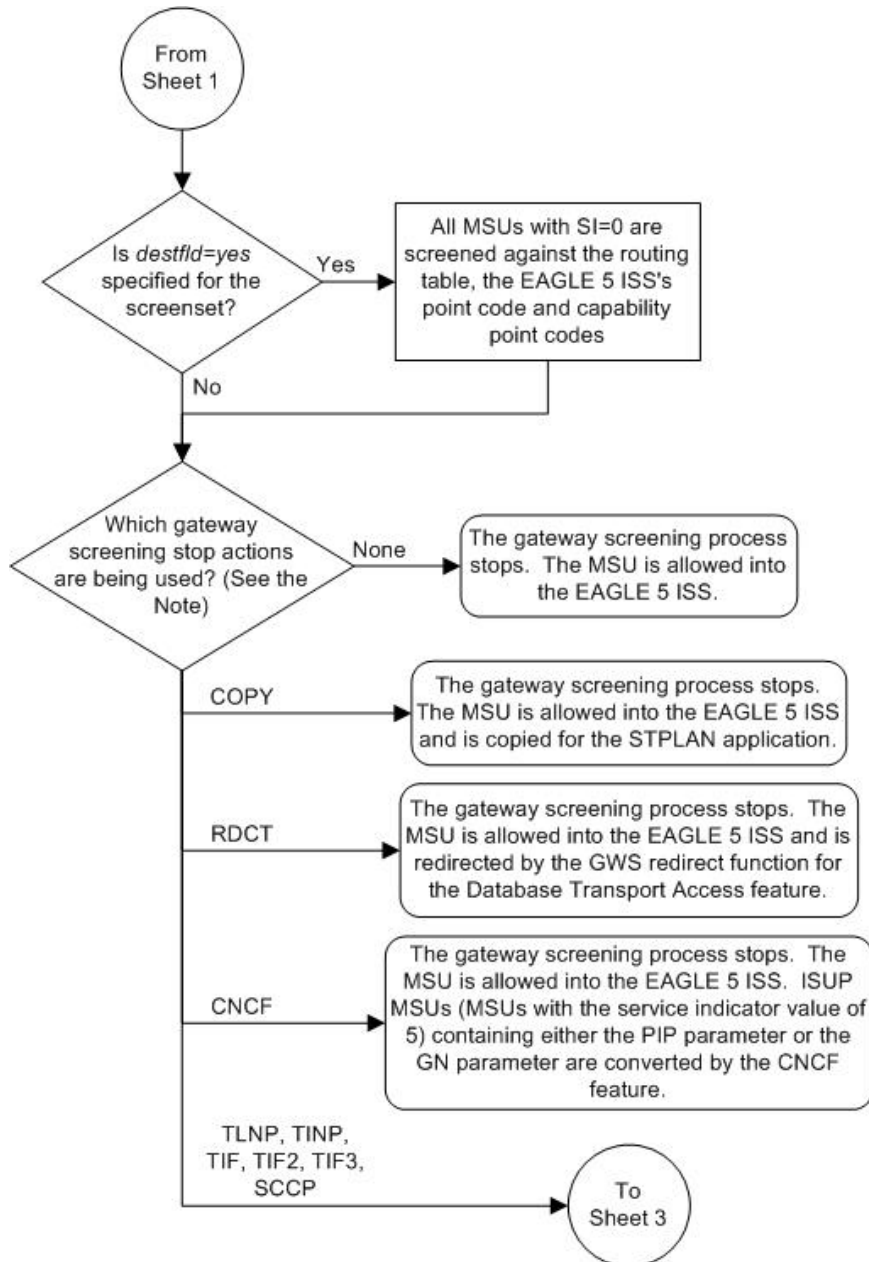 From
Sheet 1
Is destfld=yes
specified for the
screenset?
Yes
All MSUs with SI=0 are
screened against the routing
table, the EAGLE 5 ISS's
point code and capability
point codes
No
Which gateway
screening stop actions
are being used? (See the
Note)
None
The gateway screening process
stops. The MSU is allowed into
the EAGLE 5 ISS.
COPY
The gateway screening process stops.
The MSU is allowed into the EAGLE 5 ISS
and is copied for the STPLAN application.
RDCT
The gateway screening process stops. The
MSU is allowed into the EAGLE 5 ISS and is
redirected by the GWS redirect function for
the Database Transport Access feature.
CNCF
The gateway screening process stops. The
MSU is allowed into the EAGLE 5 ISS. ISUP
MSUs (MSUs with the service indicator value of
5) containing either the PIP parameter or the
GN parameter are converted by the CNCF
feature.
TLNP, TINP,
TIF, TIF2, TIF3,
SCCP
To
Sheet 3